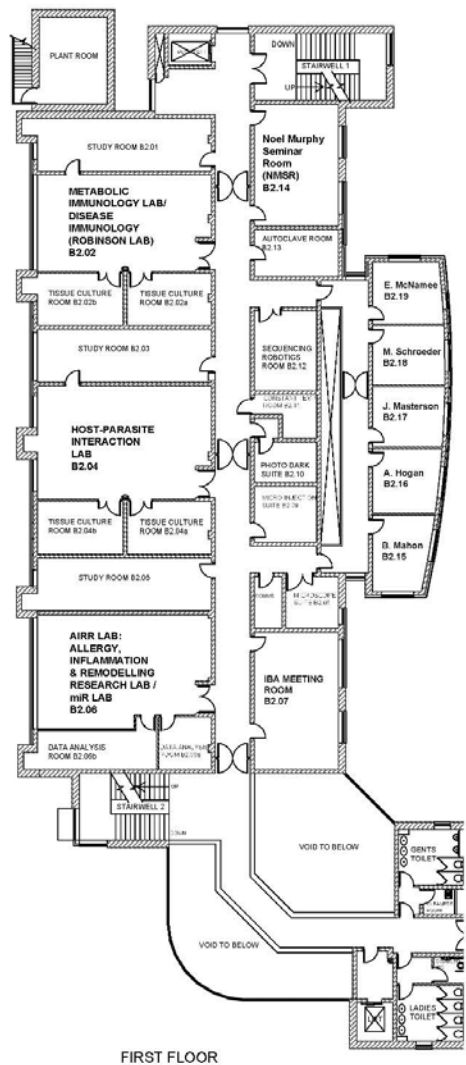 PLANT ROOM
DOWN
STAIRWELL 1
UP
STUDY ROOM B2.01
Noel Murphy
Seminar
Room
(NMSR)
B2.14
METABOLIC
IMMUNOLOGY LAB/
DISEASE
IMMUNOLOGY
(ROBINSON LAB)
B2.02
AUTOCLAVE ROOM
B2.13
TISSUE CULTURE
ROOM B2.02b
TISSUE CULTURE
ROOM B2.02a
E. McNamee
B2.19
STUDY ROOM B2.03
SEQUENCING
ROBOTICS
ROOM B2.12
M. Schroeder
B2.18
J. Masterson
B2.17
HOST-PARASITE
INTERACTION
LAB
B2.04
PHOTO DARK
SUITE B2.10
A. Hogan
B2.16
MICRO INJECTION
SUITE B2.09
TISSUE CULTURE
ROOM B2.04b
TISSUE CULTURE
ROOM B2.04a
B. Mahon
B2.15
STUDY ROOM B2.05
MICROSCOPE
AIRR LAB:
ALLERGY,
INFLAMMATION
& REMODELLING
RESEARCH LAB /
miR LAB
B2.06
IBA MEETING
ROOM
B2.07
DATA ANALYSIS
ROOM B2.06b
DATA ANALYSIS
UP
STAIRWELL 2
DOWN
VOID TO BELOW
GENTS
TOILET
VOID TO BELOW
LADIES
TOILET
LIFT
FIRST FLOOR